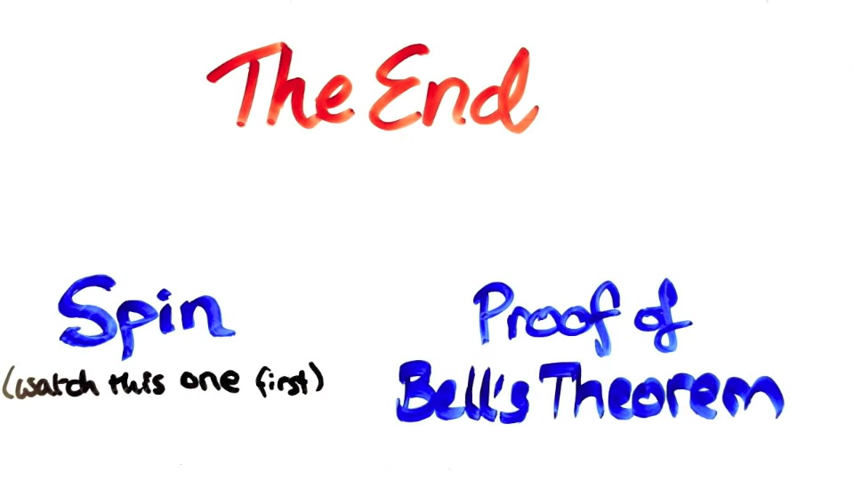 The End
Spin
(watch this one first)
Proof of
Bell's Theorem